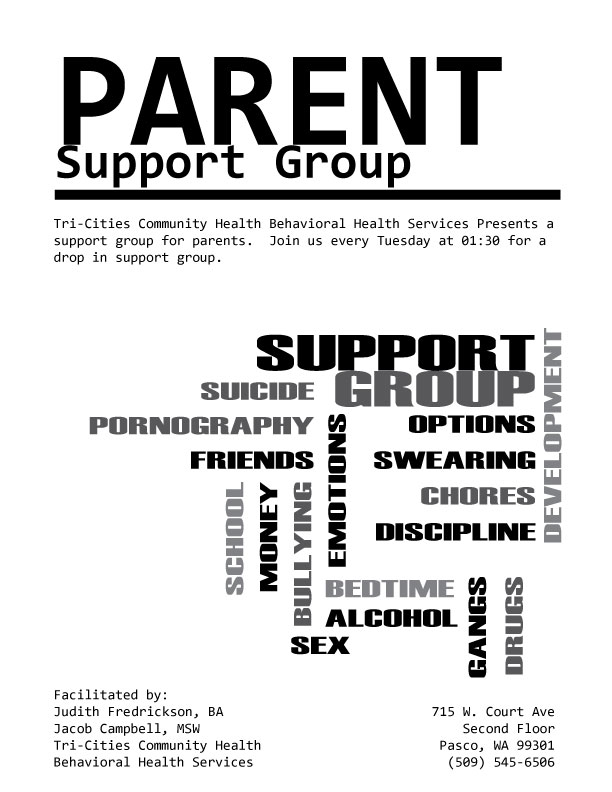 PARENT
Support Group
Tri-Cities Community Health Behavioral Health Services Presents a
support group for parents.  Join us every Tuesday at 01:30 for a
drop in support group.
SUPPORT
GROUP
DEVELOPMENT
SUICIDE
PORNOGRAPHY
OPTIONS
FRIENDS
EMOTIONS
SWEARING
SCHOOL
MONEY
BULLYING
CHORES
DISCIPLINE
BEDTIME
ALCOHOL
GANGS
DRUGS
SEX
Facilitated by:
Judith Fredrickson, BA
Jacob Campbell, MSW
Tri-Cities Community Health
Behavioral Health Services
715 W. Court Ave
Second Floor
Pasco, WA 99301
(509) 545-6506